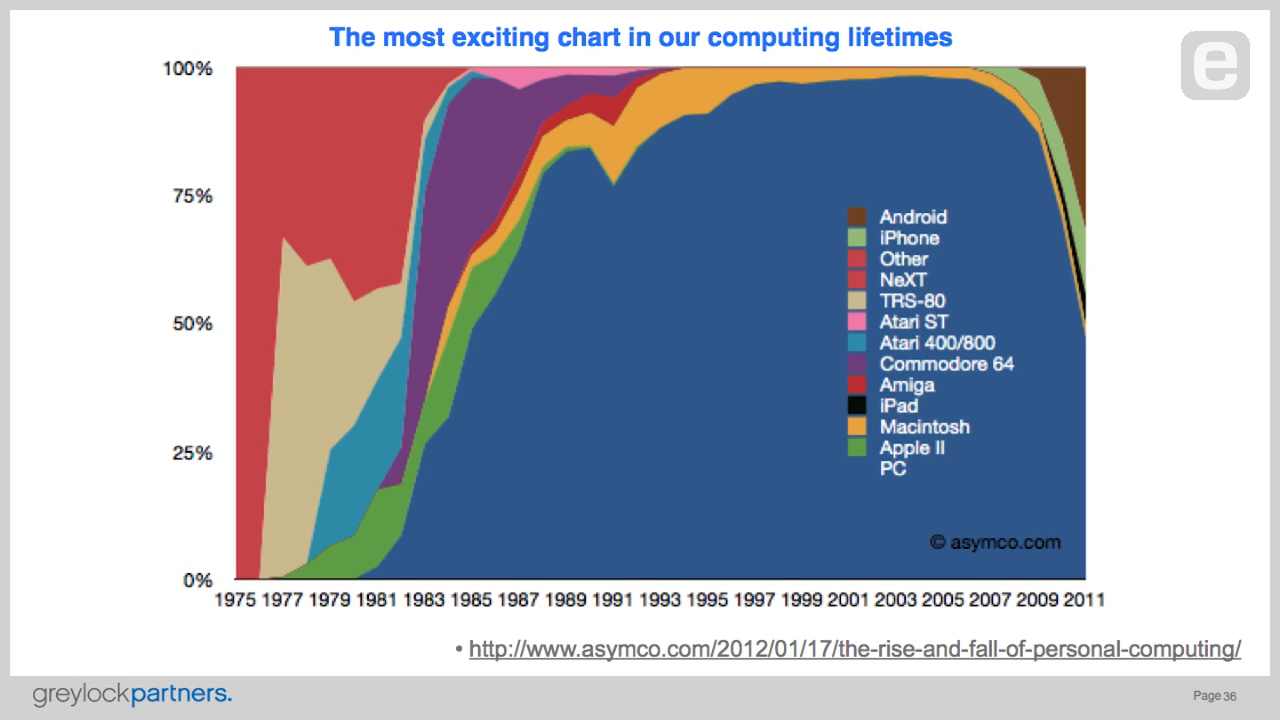 The most exciting chart in our computing lifetimes
e
100%
75%
50%
25%
0%
Android
iPhone
Other
NeXT
TRS-80
Atari ST
Atari 400/800
Commodore 64
Amiga
iPad
Macintosh
Apple II
PC
© asymco.com
1975 1977 1979 1981 1983 1985 1987 1989 1991 1993 1995 1997 1999 2001 2003 2005 2007 2009 2011
• http://www.asymco.com/2012/01/17/the-rise-and-fall-of-personal-computing/
greylockpartners.
Page 36